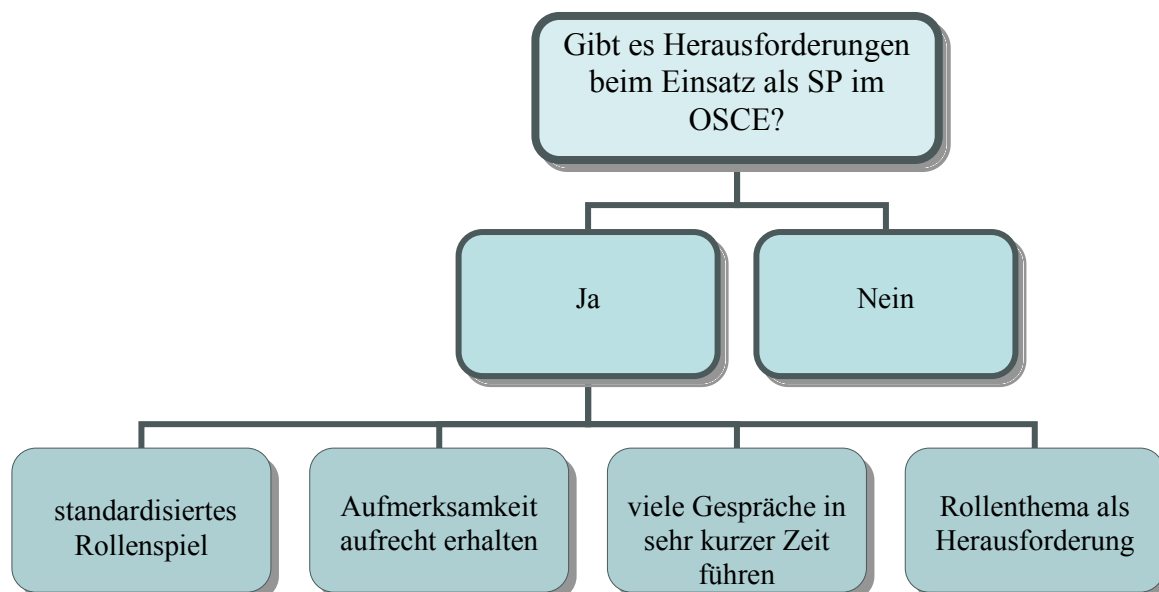 Gibt es Herausforderungen
beim Einsatz als SP im
OSCE?
Ja
Nein
standardisiertes
Rollenspiel
Aufmerksamkeit
aufrecht erhalten
viele Gespräche in
sehr kurzer Zeit
führen
Rollenthema als
Herausforderung